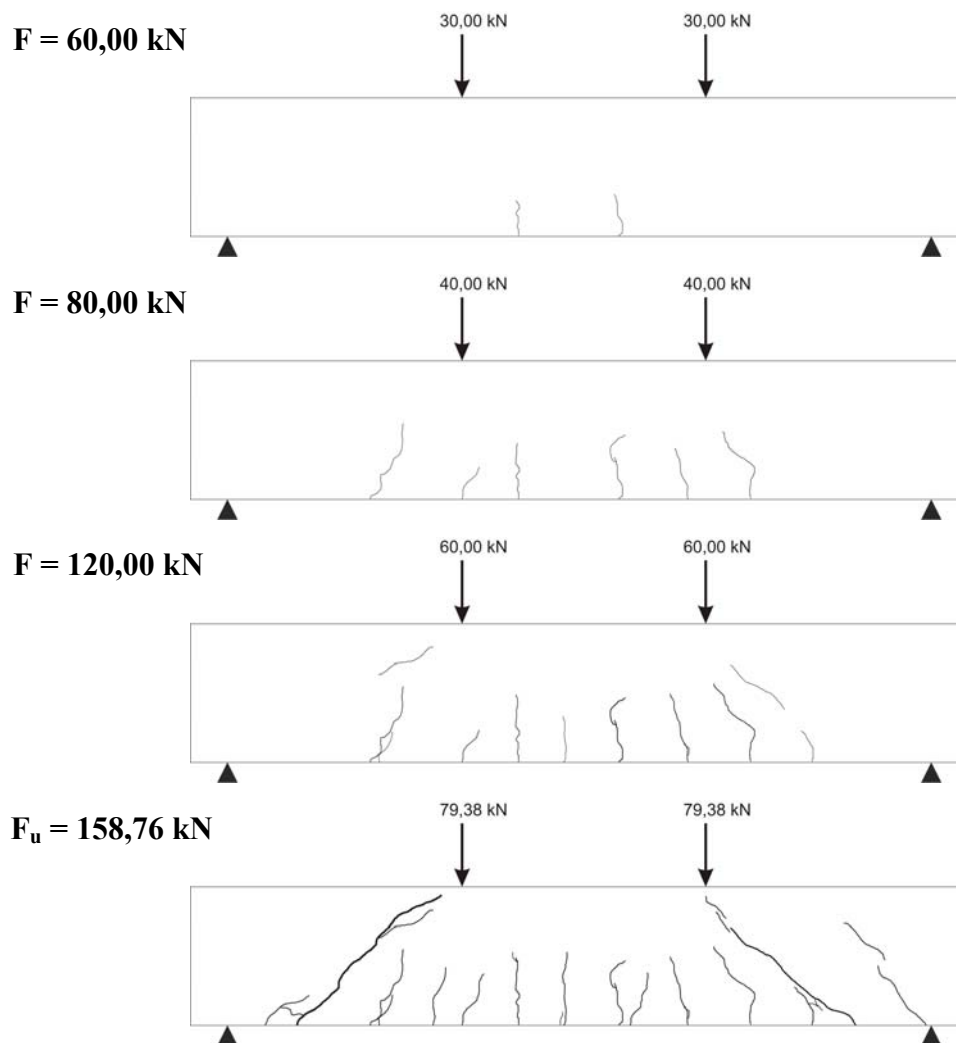 30,00 kN 30,00 kN
F = 60,00 kN
40,00 kN 40,00 kN
F = 80,00 kN
60,00 kN 60,00 kN
F = 120,00 kN
79,38 kN 79,38 kN
Fu = 158,76 kN